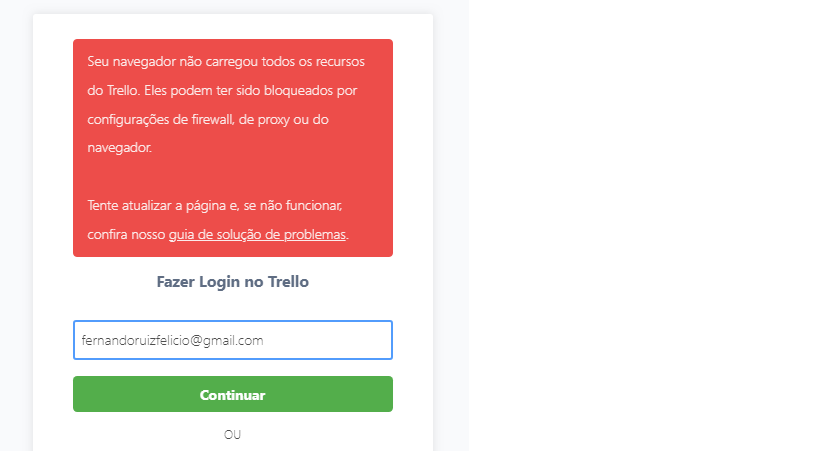 Seu navegador não carregou todos os recursos
do Trello. Eles podem ter sido bloqueados por
configurações de firewall, de proxy ou do
navegador.
Tente atualizar a página e, se não funcionar,
confira nosso guia de solução de problemas.
Fazer Login no Trello
fernandoruizfelicio@gmail.com
Continuar
OU